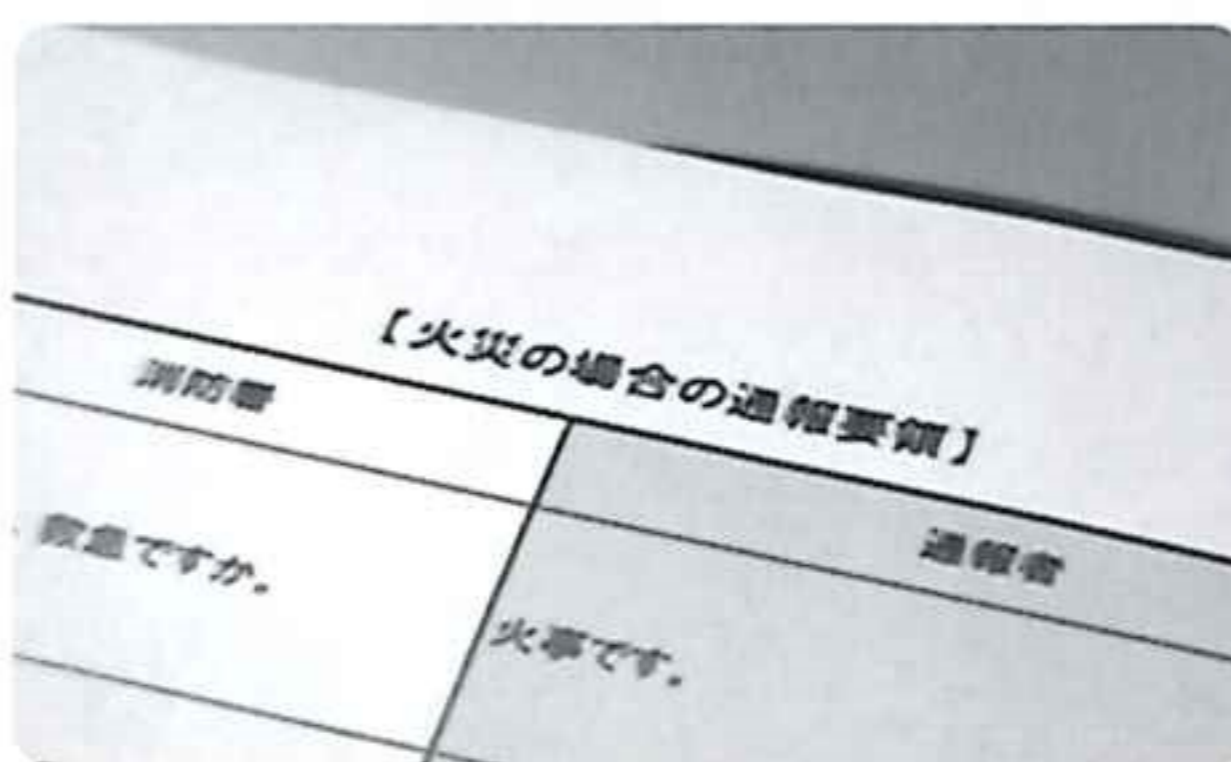 【火災の場合の通報要領】
消防署
通報者
救急ですか。
火事です。